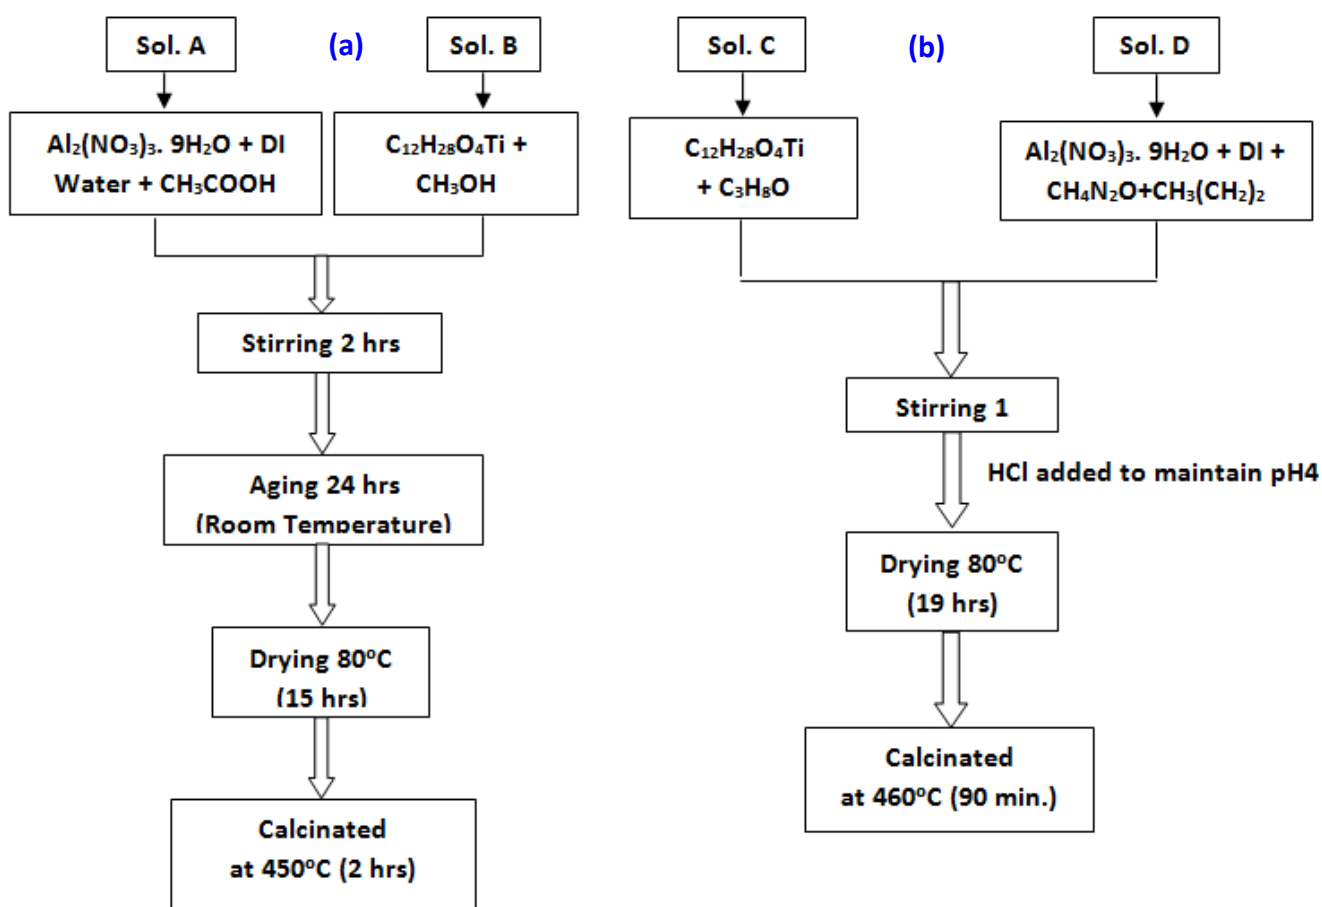 Sol. A
(a)
Sol. B
Al₂(NO₃)₃. 9H₂O + DI
Water + CH₃COOH
C₁₂H₂₈O₄Ti +
CH₃OH
Stirring 2 hrs
Aging 24 hrs
(Room Temperature)
Drying 80°C
(15 hrs)
Calcinated
at 450°C (2 hrs)
Sol. C
(b)
Sol. D
C₁₂H₂₈O₄Ti
+ C₃H₈O
Al₂(NO₃)₃. 9H₂O + DI +
CH₄N₂O+CH₃(CH₂)₂
Stirring 1
HCl added to maintain pH4
Drying 80°C
(19 hrs)
Calcinated
at 460°C (90 min.)